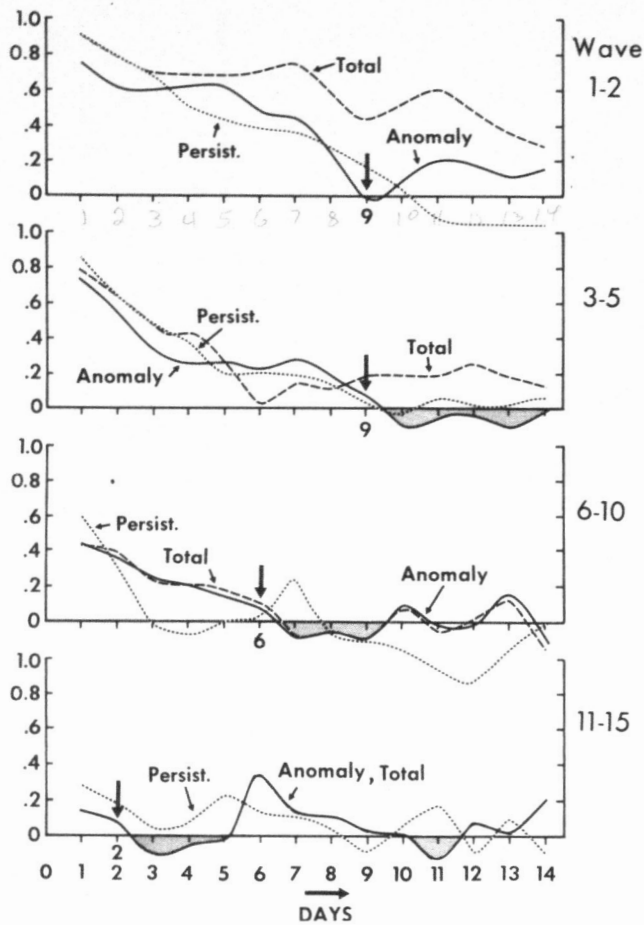 1.0
0.8
.6
.4
.2
0
Wave
1-2
Total
Persist.
Anomaly
1 2 3 4 5 6 7 8 9 10 11 12 13 14
9
1.0
0.8
.6
.4
.2
0
3-5
Persist.
Anomaly
Total
9
1.0
0.8
.6
.4
.2
0
6-10
Persist.
Total
Anomaly
6
1.0
0.8
.6
.4
.2
0
11-15
Persist.
Anomaly, Total
2
0 1 2 3 4 5 6 7 8 9 10 11 12 13 14
DAYS